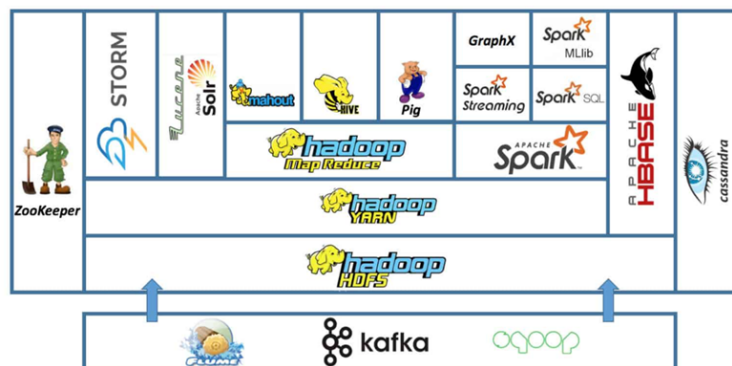 ZooKeeper
STORM
Lucene
Apache
Solr
mahout
HIVE
Pig
GraphX
Spark
MLlib
Spark
Streaming
Spark SQL
hadoop
Map Reduce
APACHE
Spark
APACHE
HBASE
cassandra
hadoop
YARN
hadoop
HDFS
FLUME
kafka
sqoop